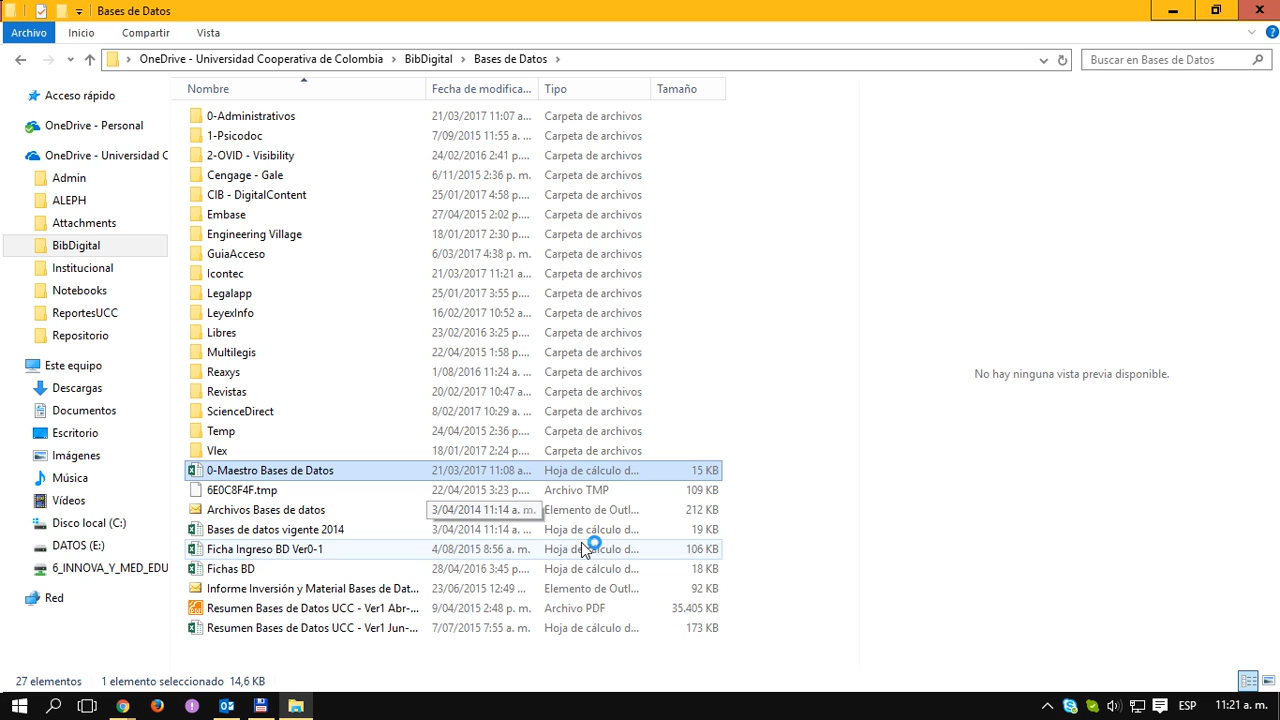 Bases de Datos
Archivo Inicio Compartir Vista
OneDrive - Universidad Cooperativa de Colombia BibDigital Bases de Datos
Buscar en Bases de Datos
Nombre Fecha de modifica... Tipo Tamaño
Acceso rápido
OneDrive - Personal
OneDrive - Universidad C
Admin
ALEPH
Attachments
BibDigital
Institucional
Notebooks
ReportesUCC
Repositorio
Este equipo
Descargas
Documentos
Escritorio
Imágenes
Música
Vídeos
Disco local (C:)
DATOS (E:)
6_INNOVA_Y_MED_EDU
Red
0-Administrativos 21/03/2017 11:07 a... Carpeta de archivos
1-Psicodoc 7/09/2015 11:55 a. ... Carpeta de archivos
2-OVID - Visibility 24/02/2016 2:41 p.... Carpeta de archivos
Cengage - Gale 6/11/2015 2:36 p. m. Carpeta de archivos
CIB - DigitalContent 25/01/2017 4:58 p.... Carpeta de archivos
Embase 27/04/2015 2:02 p.... Carpeta de archivos
Engineering Village 18/01/2017 2:30 p.... Carpeta de archivos
GuiaAcceso 6/03/2017 4:38 p. m. Carpeta de archivos
Icontec 21/03/2017 11:21 a... Carpeta de archivos
Legalapp 25/01/2017 3:55 p.... Carpeta de archivos
LeyexInfo 16/02/2017 10:52 a... Carpeta de archivos
Libres 23/02/2016 3:25 p.... Carpeta de archivos
Multilegis 22/04/2015 1:58 p.... Carpeta de archivos
Reaxys 1/08/2016 11:24 a. ... Carpeta de archivos
Revistas 20/02/2017 10:47 a... Carpeta de archivos
ScienceDirect 8/02/2017 10:29 a. ... Carpeta de archivos
Temp 24/04/2015 2:36 p.... Carpeta de archivos
Vlex 18/01/2017 2:24 p.... Carpeta de archivos
0-Maestro Bases de Datos 21/03/2017 11:08 a... Hoja de cálculo d... 15 KB
6E0C8F4F.tmp 22/04/2015 3:23 p.... Archivo TMP 109 KB
Archivos Bases de datos 3/04/2014 11:14 a. m. Elemento de Outl... 212 KB
Bases de datos vigente 2014 3/04/2014 11:14 a. ... Hoja de cálculo d... 19 KB
Ficha Ingreso BD Ver0-1 4/08/2015 8:56 a. m. Hoja de cálculo d... 106 KB
Fichas BD 28/04/2016 3:45 p.... Hoja de cálculo d... 18 KB
Informe Inversión y Material Bases de Dat... 23/06/2015 12:49 ... Elemento de Outl... 92 KB
Resumen Bases de Datos UCC - Ver1 Abr-... 9/04/2015 2:48 p. m. Archivo PDF 35.405 KB
Resumen Bases de Datos UCC - Ver1 Jun-... 7/07/2015 7:55 a. m. Hoja de cálculo d... 173 KB
No hay ninguna vista previa disponible.
27 elementos 1 elemento seleccionado 14,6 KB
ESP 11:21 a. m.